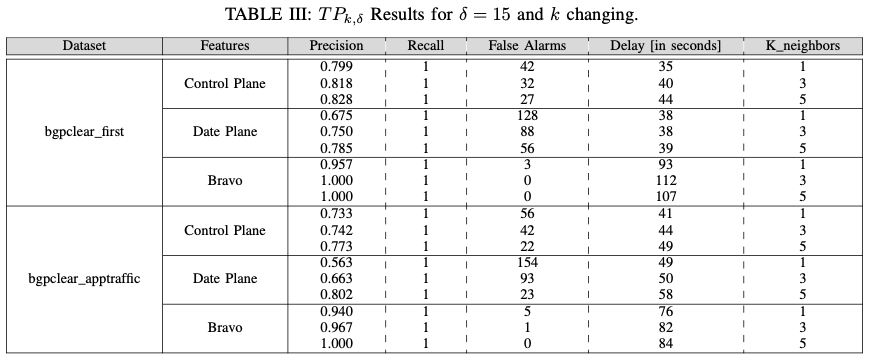 TABLE III: TP_{k,δ} Results for δ = 15 and k changing.
Dataset Features Precision Recall False Alarms Delay [in seconds] K_neighbors
bgpclear_first Control Plane 0.799 1 42 35 1
0.818 1 32 40 3
0.828 1 27 44 5
Date Plane 0.675 1 128 38 1
0.750 1 88 38 3
0.785 1 56 39 5
Bravo 0.957 1 3 93 1
1.000 1 0 112 3
1.000 1 0 107 5
bgpclear_apptraffic Control Plane 0.733 1 56 41 1
0.742 1 42 44 3
0.773 1 22 49 5
Date Plane 0.563 1 154 49 1
0.663 1 93 50 3
0.802 1 23 58 5
Bravo 0.940 1 5 76 1
0.967 1 1 82 3
1.000 1 0 84 5